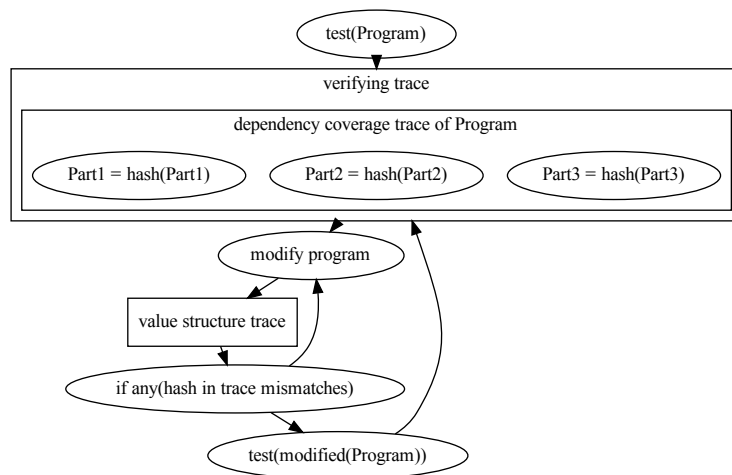 test(Program)
verifying trace
dependency coverage trace of Program
Part1 = hash(Part1)
Part2 = hash(Part2)
Part3 = hash(Part3)
modify program
value structure trace
if any(hash in trace mismatches)
test(modified(Program))